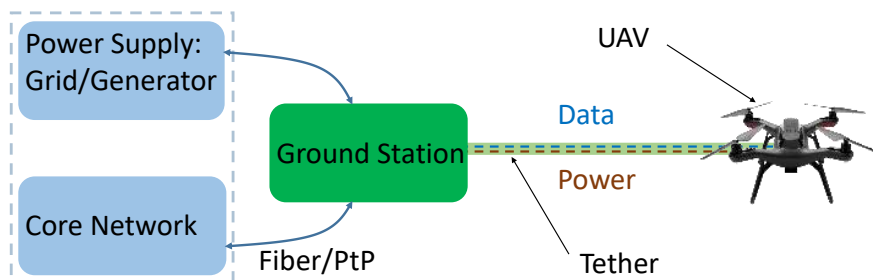 Power Supply:
Grid/Generator
UAV
Data
Ground Station
Power
Core Network
Fiber/PtP
Tether